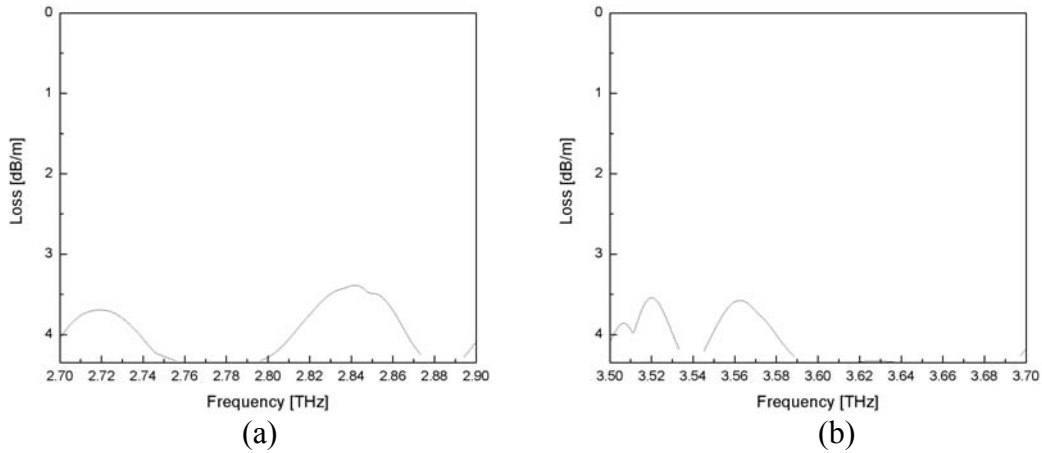 0
1
2
3
4
Loss [dB/m]
2.70 2.72 2.74 2.76 2.78 2.80 2.82 2.84 2.86 2.88 2.90
Frequency [THz]
(a)
0
1
2
3
4
Loss [dB/m]
3.50 3.52 3.54 3.56 3.58 3.60 3.62 3.64 3.66 3.68 3.70
Frequency [THz]
(b)